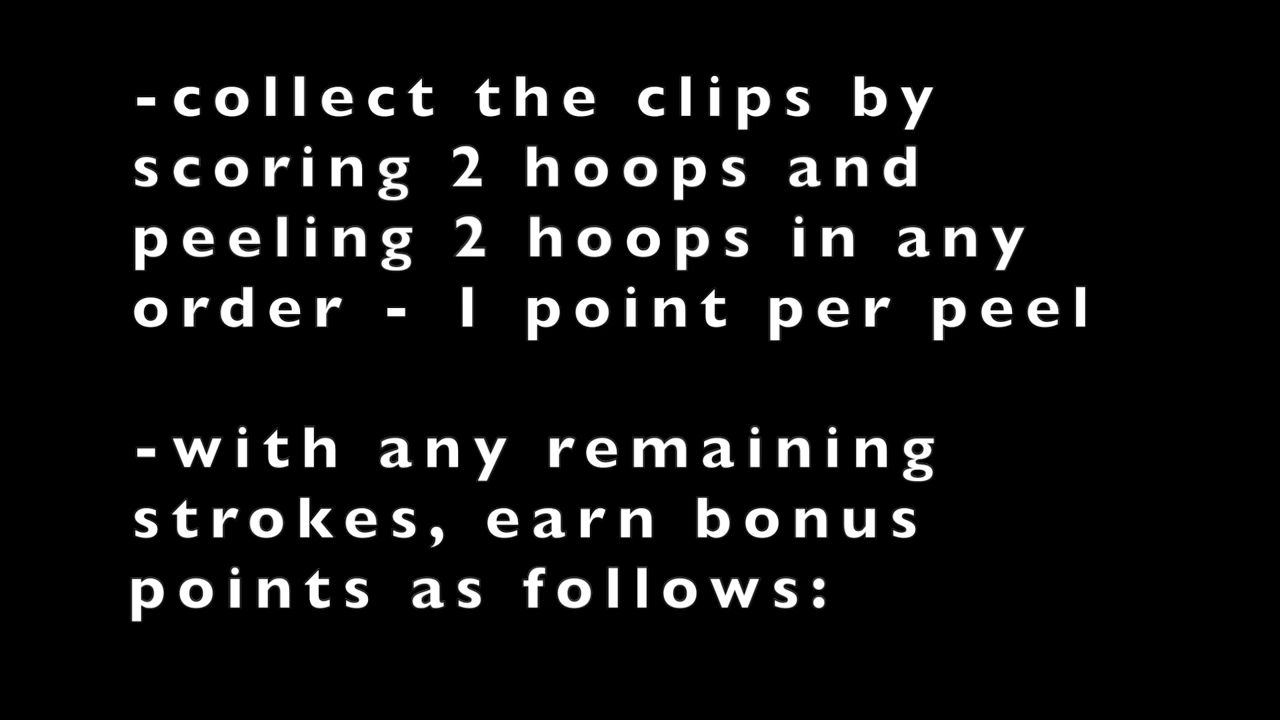 -collect the clips by
scoring 2 hoops and
peeling 2 hoops in any
order - 1 point per peel
-with any remaining
strokes, earn bonus
points as follows: